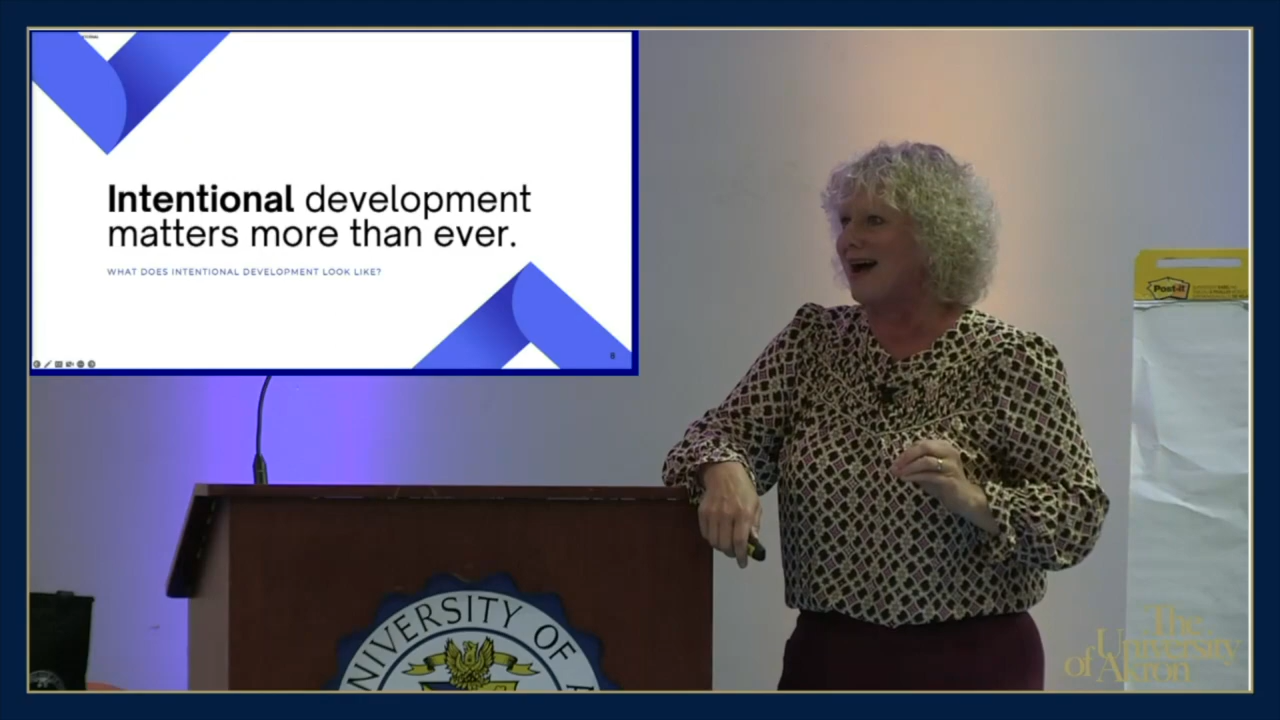 Intentional development
matters more than ever.
WHAT DOES INTENTIONAL DEVELOPMENT LOOK LIKE?
8
Post-it
UNIVERSITY OF A
The
University
of Akron